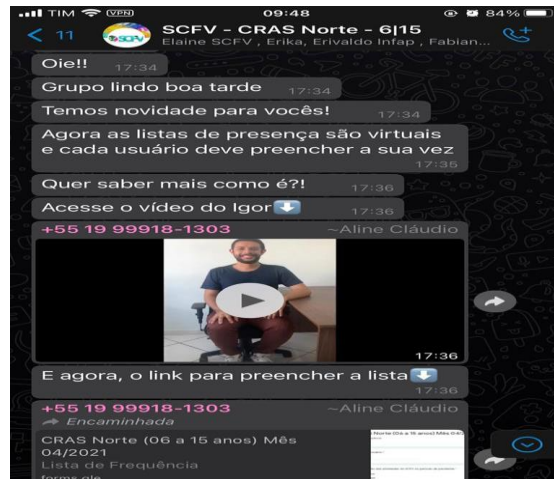 TIM VPN 09:48 84%
11 SCFV - CRAS Norte - 6|15
Elaine SCFV , Erika, Erivaldo Infap , Fabian...
Oie!! 17:34
Grupo lindo boa tarde 17:34
Temos novidade para vocês! 17:34
Agora as listas de presença são virtuais
e cada usuário deve preencher a sua vez
17:35
Quer saber mais como é?! 17:36
Acesse o vídeo do Igor⬇️ 17:36
+55 19 99918-1303 ~Aline Cláudio
17:36
E agora, o link para preencher a lista⬇️
17:36
+55 19 99918-1303 ~Aline Cláudio
Encaminhada
CRAS Norte (06 a 15 anos) Mês
04/2021
Lista de Frequência
forms.gle